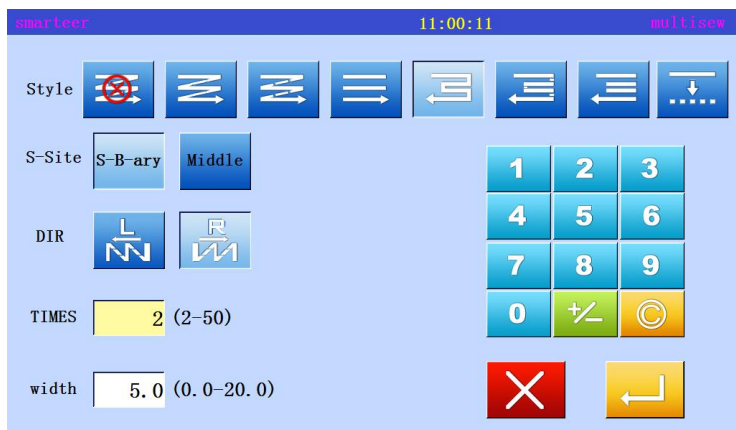 smarteer 11:00:11 multisew
Style
S-Site S-B-ary Middle
1 2 3
DIR L R
4 5 6
7 8 9
TIMES 2 (2-50)
0 +/- ©
width 5.0 (0.0-20.0)